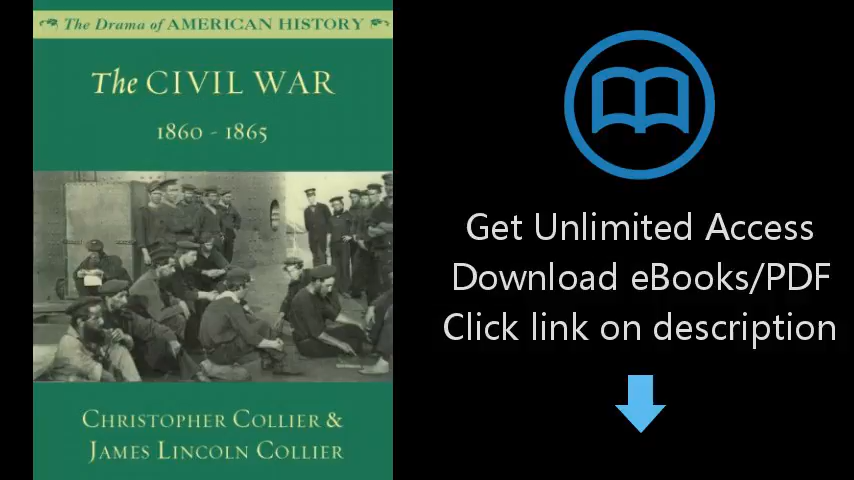 The Drama of AMERICAN HISTORY
The CIVIL WAR
1860 - 1865
CHRISTOPHER COLLIER &
JAMES LINCOLN COLLIER
Get Unlimited Access
Download eBooks/PDF
Click link on description